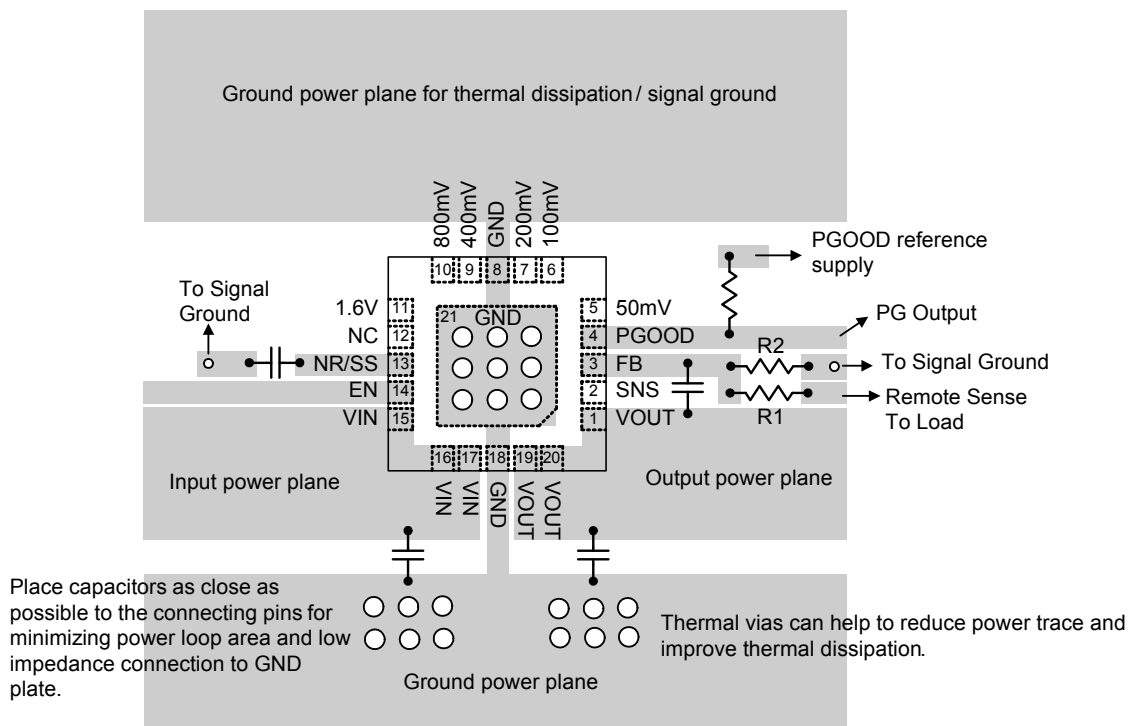 Ground power plane for thermal dissipation / signal ground
800mV
400mV
GND
200mV
100mV
10
9
8
7
6
PGOOD reference
supply
To Signal
Ground
1.6V
11
21
GND
5
50mV
NC
12
4
PGOOD
PG Output
NR/SS
13
3
FB
R2
To Signal Ground
EN
14
2
SNS
R1
Remote Sense
To Load
VIN
15
1
VOUT
16
17
18
19
20
VIN
VIN
GND
VOUT
VOUT
Input power plane
Output power plane
Place capacitors as close as
possible to the connecting pins for
minimizing power loop area and low
impedance connection to GND
plate.
Thermal vias can help to reduce power trace and
improve thermal dissipation.
Ground power plane